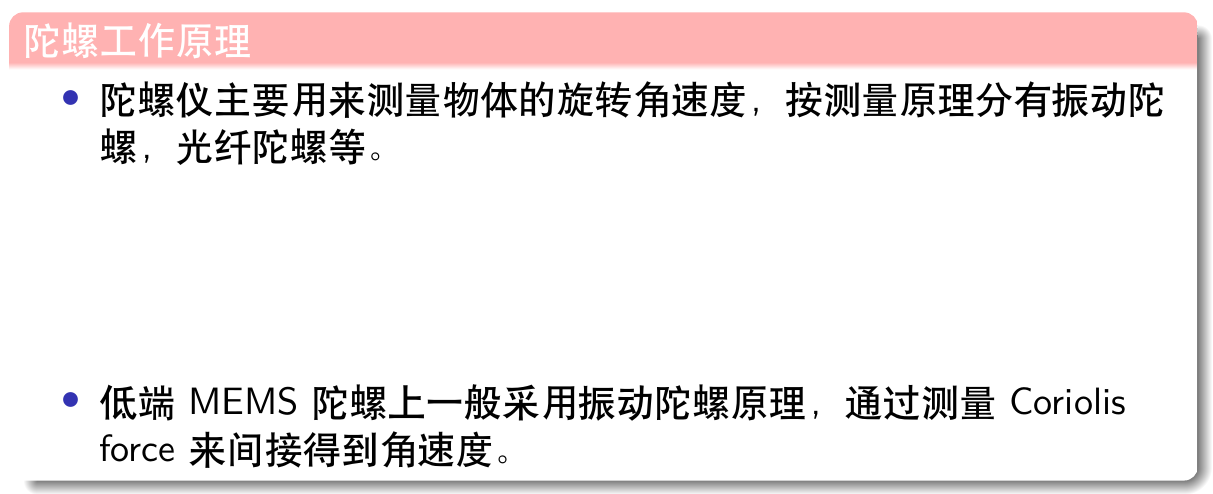 陀螺工作原理
陀螺仪主要用来测量物体的旋转角速度，按测量原理分有振动陀
螺，光纤陀螺等。
低端 MEMS 陀螺上一般采用振动陀螺原理，通过测量 Coriolis
force 来间接得到角速度。